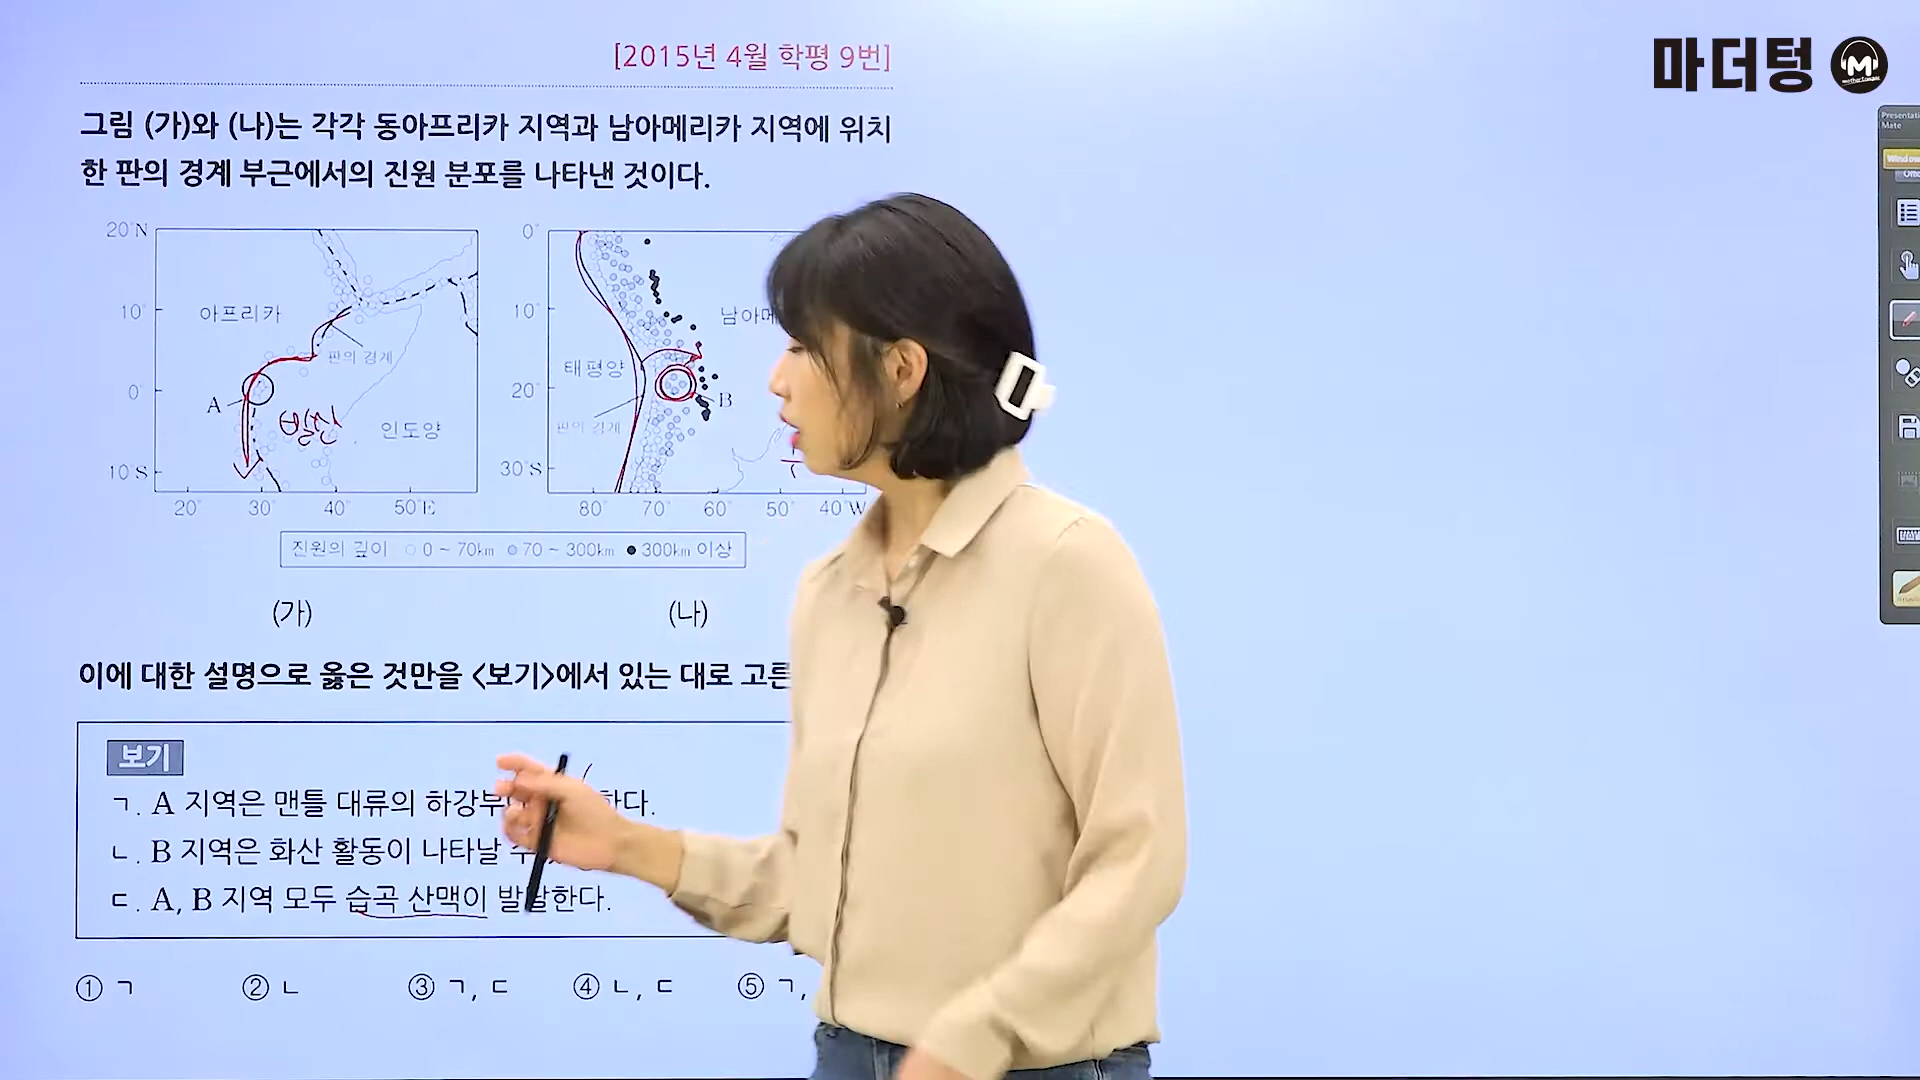 [2015년 4월 학평 9번]
마더텅
그림 (가)와 (나)는 각각 동아프리카 지역과 남아메리카 지역에 위치
한 판의 경계 부근에서의 진원 분포를 나타낸 것이다.
20°N
10°
0°
10°S
아프리카
판의 경계
A
발산
인도양
20° 30° 40° 50°E
0°
10°
20°
30°S
태평양
판의 경계
B
80° 70° 60° 50° 40°W
진원의 깊이 0 ~ 70km 70 ~ 300km 300km 이상
(가)
(나)
이에 대한 설명으로 옳은 것만을 <보기>에서 있는 대로 고른
보기
ㄱ. A 지역은 맨틀 대류의
ㄴ. B 지역은 화산 활동이 나타날
ㄷ. A, B 지역 모두 습곡 산맥이 발달한다.
① ㄱ ② ㄴ ③ ㄱ, ㄷ ④ ㄴ, ㄷ ⑤ ㄱ,
Window